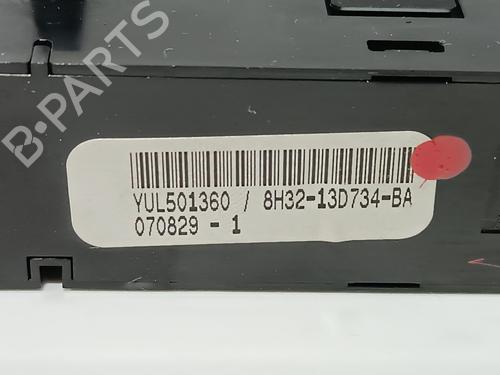 B-PARTS
YUL501360 / 8H32-13D734-BA
070829 - 1